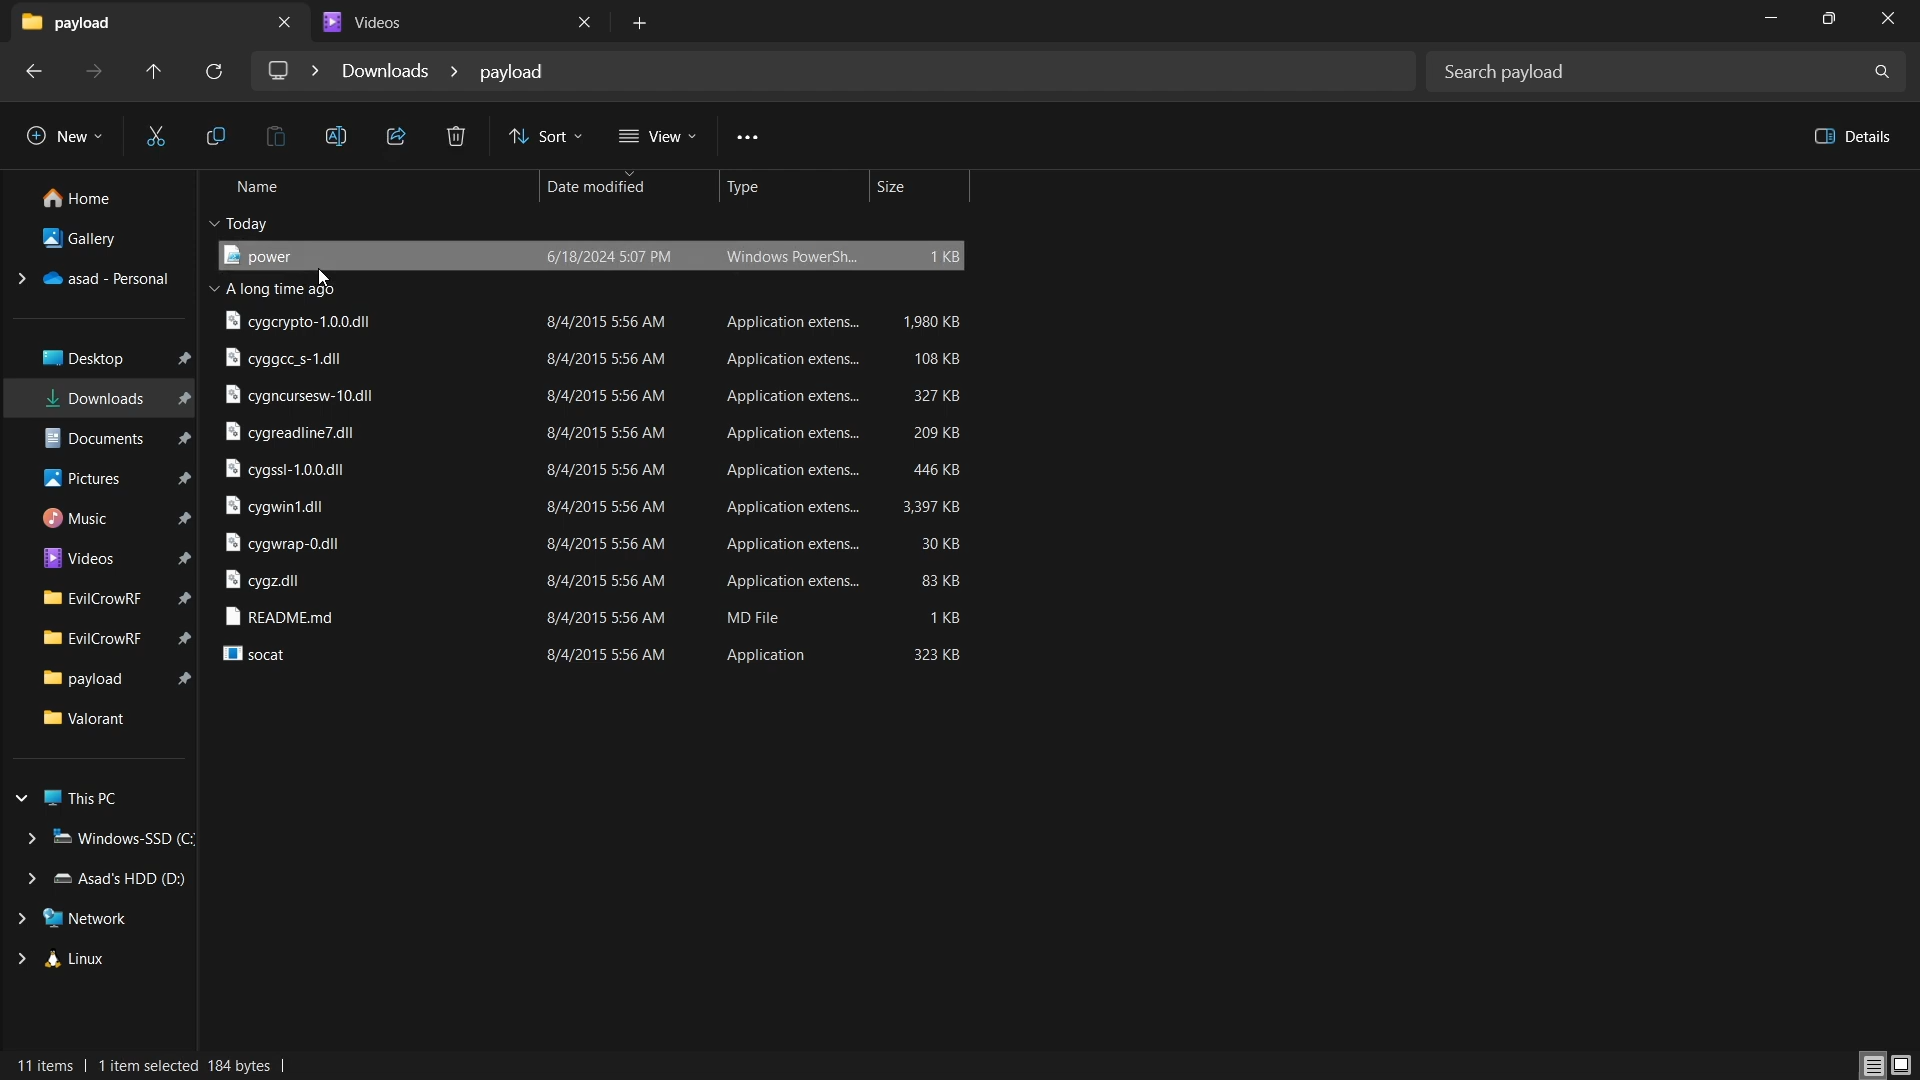 payload
Videos
Downloads
payload
Search payload
New
Sort
View
Details
Name
Date modified
Type
Size
Home
Gallery
asad - Personal
Desktop
Downloads
Documents
Pictures
Music
Videos
EvilCrowRF
EvilCrowRF
payload
Valorant
This PC
Windows-SSD (C:)
Asad's HDD (D:)
Network
Linux
Today
power 6/18/2024 5:07 PM Windows PowerSh... 1 KB
A long time ago
cygcrypto-1.0.0.dll 8/4/2015 5:56 AM Application extens... 1,980 KB
cyggcc_s-1.dll 8/4/2015 5:56 AM Application extens... 108 KB
cygncursesw-10.dll 8/4/2015 5:56 AM Application extens... 327 KB
cygreadline7.dll 8/4/2015 5:56 AM Application extens... 209 KB
cygssl-1.0.0.dll 8/4/2015 5:56 AM Application extens... 446 KB
cygwin1.dll 8/4/2015 5:56 AM Application extens... 3,397 KB
cygwrap-0.dll 8/4/2015 5:56 AM Application extens... 30 KB
cygz.dll 8/4/2015 5:56 AM Application extens... 83 KB
README.md 8/4/2015 5:56 AM MD File 1 KB
socat 8/4/2015 5:56 AM Application 323 KB
11 items 1 item selected 184 bytes